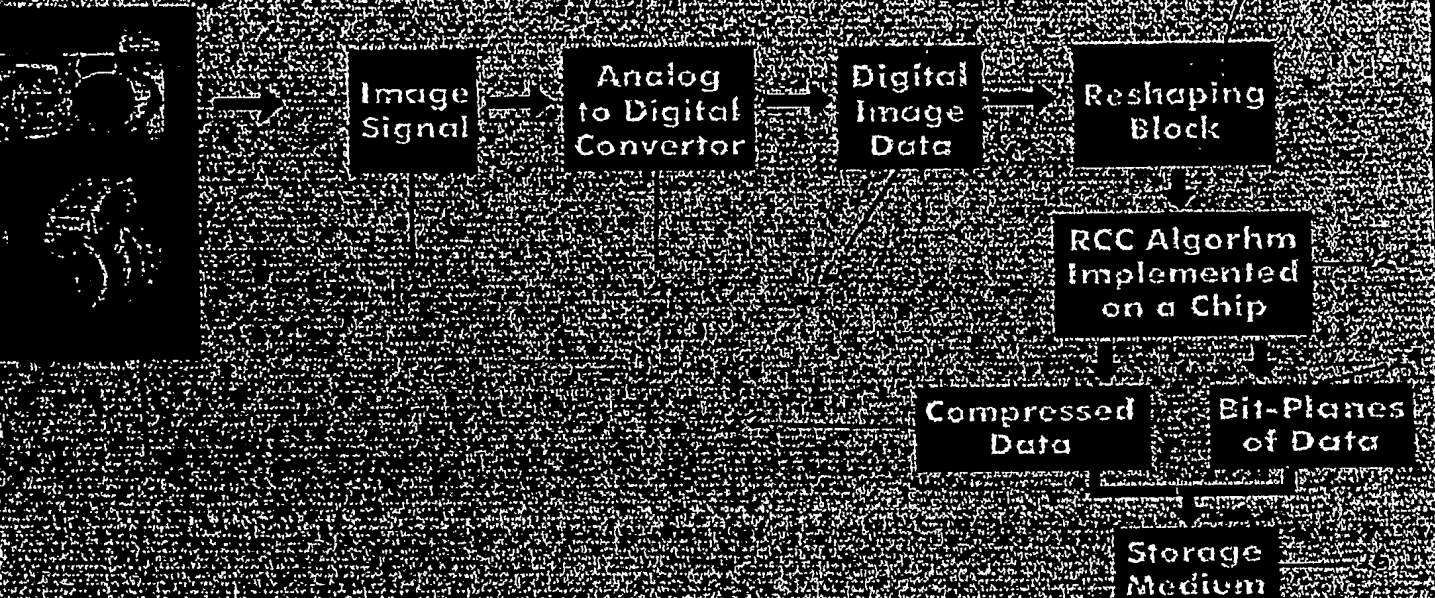 Image
Signal
Analog
to Digital
Convertor
Digital
Image
Data
Reshaping
Block
RCC Algorhm
Implemented
on a Chip
Compressed
Data
Bit-Planes
of Data
Storage
Medium